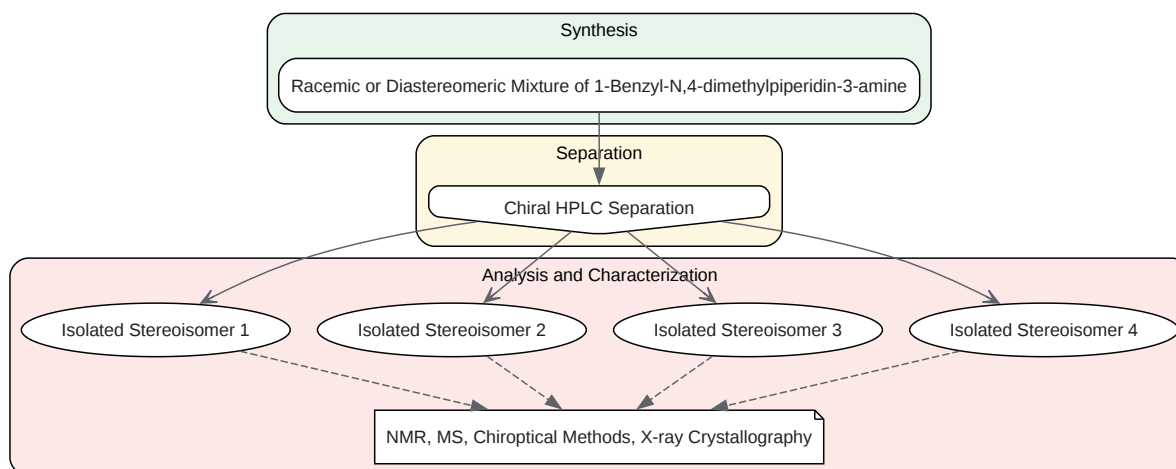 Synthesis
Racemic or Diastereomeric Mixture of 1-Benzyl-N,4-dimethylpiperidin-3-amine
Separation
Chiral HPLC Separation
Analysis and Characterization
Isolated Stereoisomer 1
Isolated Stereoisomer 2
Isolated Stereoisomer 3
Isolated Stereoisomer 4
NMR, MS, Chiroptical Methods, X-ray Crystallography